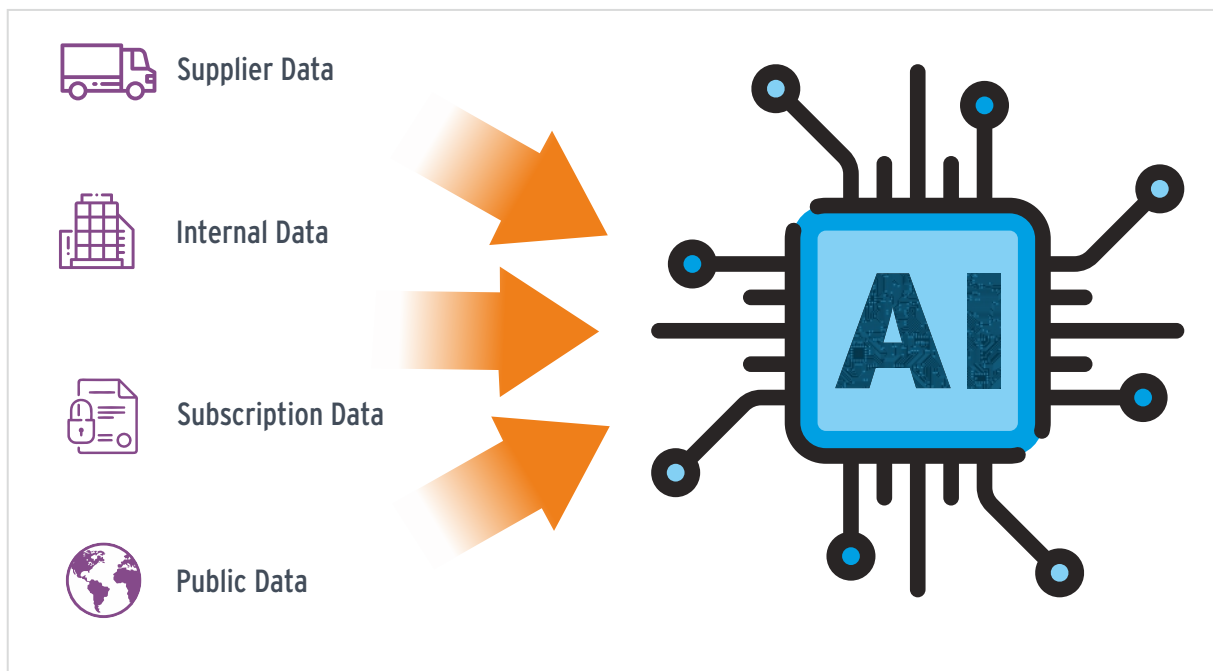 Supplier Data
Internal Data
Subscription Data
Public Data
AI